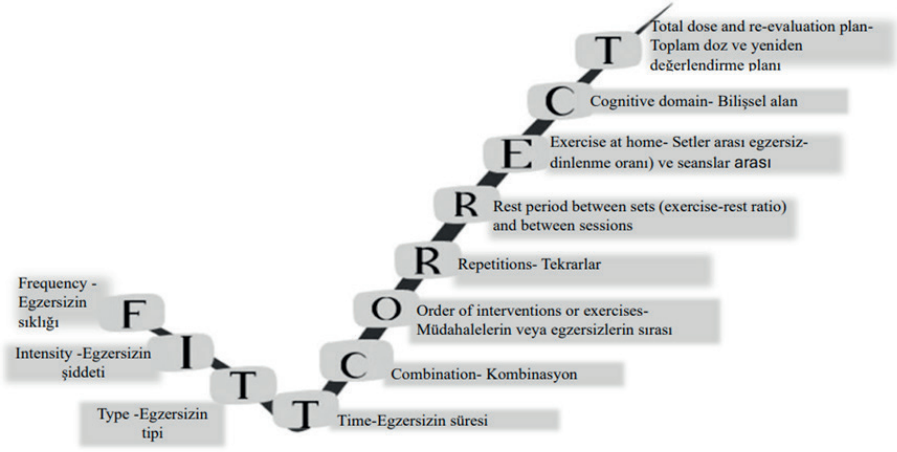 F
Frequency -
Egzersizin
sıklığı
I
Intensity -Egzersizin
şiddeti
T
Type -Egzersizin
tipi
T
Time-Egzersizin süresi
C
Combination- Kombinasyon
O
Order of interventions or exercises-
Müdahalelerin veya egzersizlerin sırası
R
Repetitions- Tekrarlar
R
Rest period between sets (exercise-rest ratio)
and between sessions
E
Exercise at home- Setler arası egzersiz-
dinlenme oranı) ve seanslar arası
C
Cognitive domain- Bilişsel alan
T
Total dose and re-evaluation plan-
Toplam doz ve yeniden
değerlendirme planı